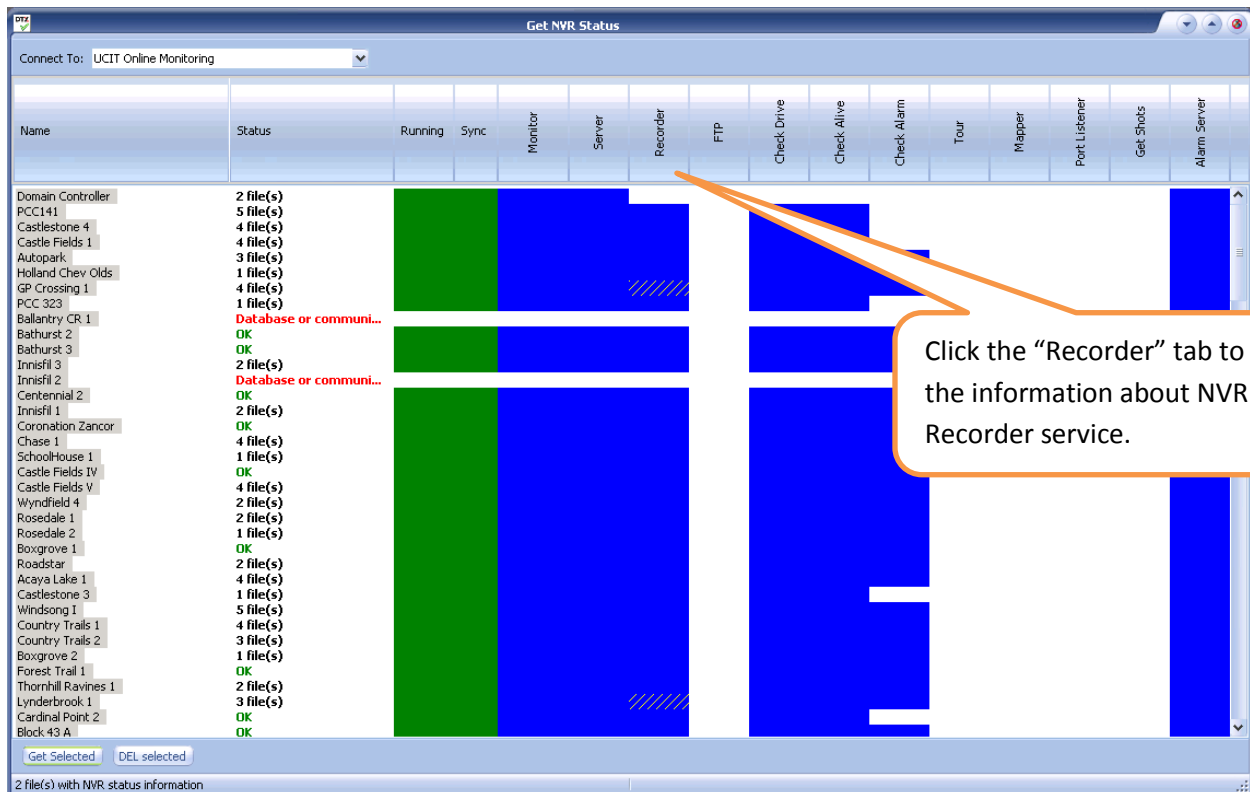 DTX
Get NVR Status
Connect To: UCIT Online Monitoring
Name Status Running Sync Monitor Server Recorder FTP Check Drive Check Alive Check Alarm Tour Mapper Port Listener Get Shots Alarm Server
Domain Controller 2 file(s)
PCC141 5 file(s)
Castlestone 4 4 file(s)
Castle Fields 1 4 file(s)
Autopark 3 file(s)
Holland Chev Olds 1 file(s)
GP Crossing 1 4 file(s)
PCC 323 1 file(s)
Ballantry CR 1 Database or communi...
Bathurst 2 OK
Bathurst 3 OK
Innisfil 3 2 file(s)
Innisfil 2 Database or communi...
Centennial 2 OK
Innisfil 1 2 file(s)
Coronation Zancor OK
Chase 1 4 file(s)
SchoolHouse 1 1 file(s)
Castle Fields IV OK
Castle Fields V 4 file(s)
Wyndfield 4 2 file(s)
Rosedale 1 2 file(s)
Rosedale 2 1 file(s)
Boxgrove 1 OK
Roadstar 2 file(s)
Acaya Lake 1 4 file(s)
Castlestone 3 1 file(s)
Windsong I 5 file(s)
Country Trails 1 4 file(s)
Country Trails 2 3 file(s)
Boxgrove 2 1 file(s)
Forest Trail 1 OK
Thornhill Ravines 1 2 file(s)
Lynderbrook 1 3 file(s)
Cardinal Point 2 OK
Block 43 A OK
Click the “Recorder” tab to
the information about NVR
Recorder service.
Get Selected DEL selected
2 file(s) with NVR status information